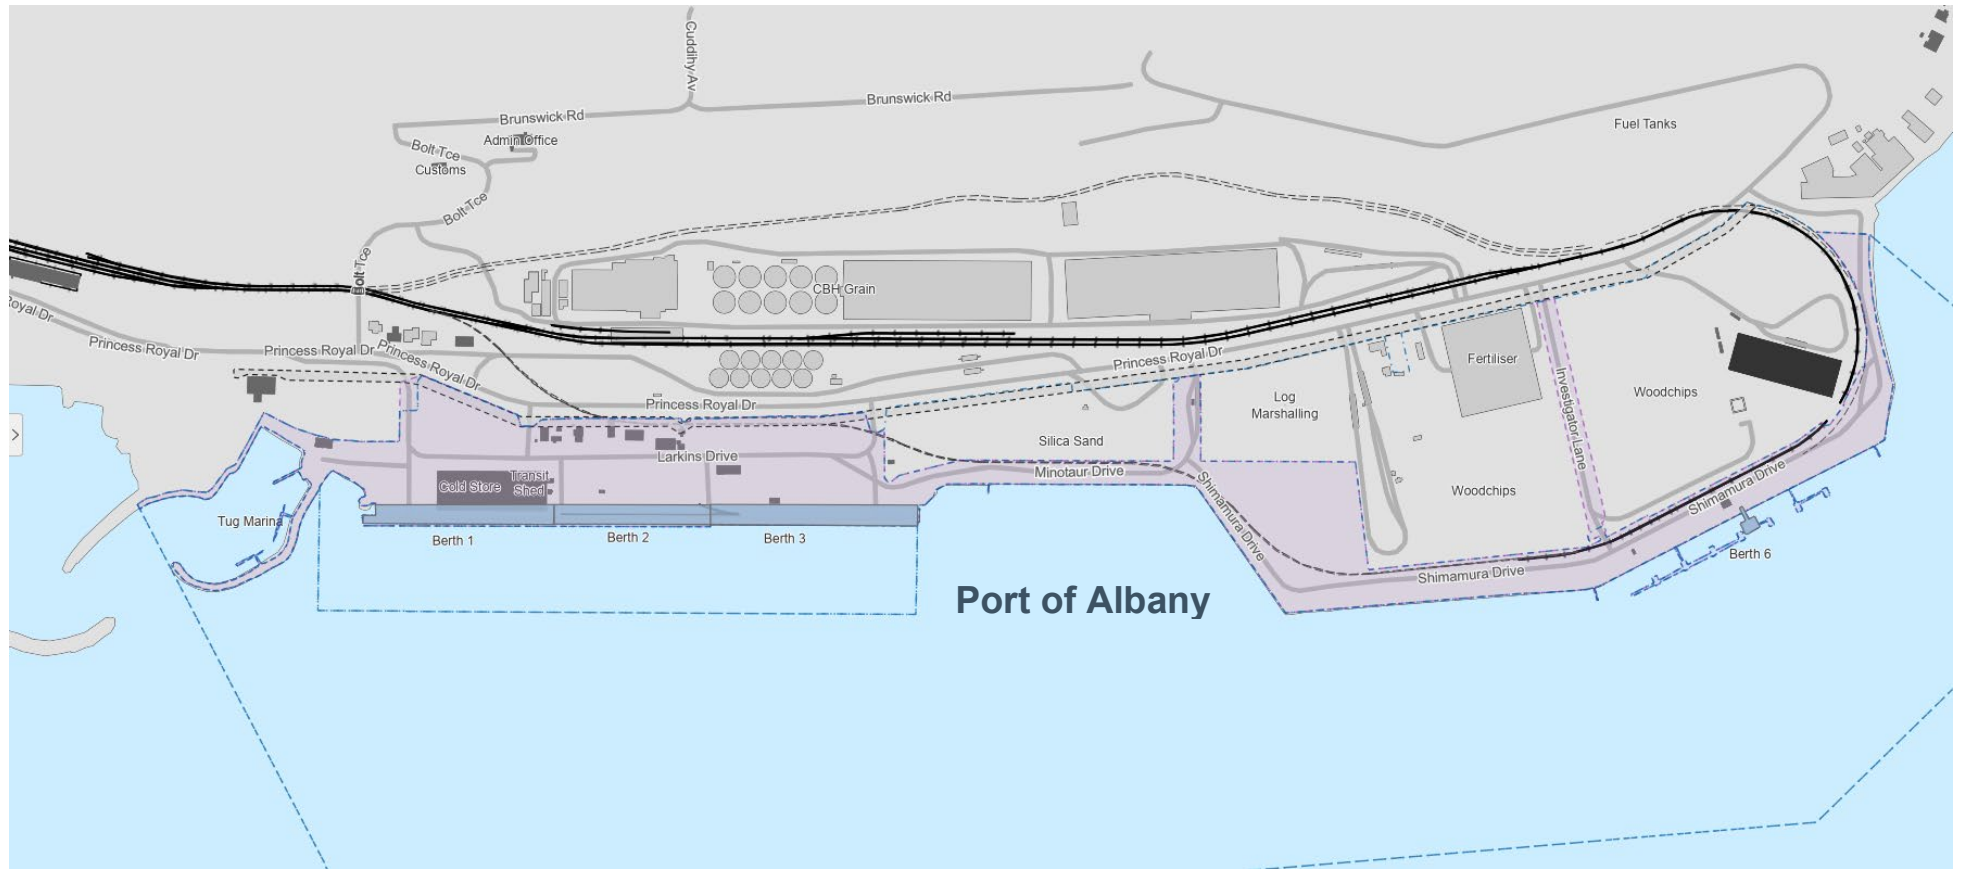 Cuddihy Av
Brunswick Rd
Brunswick Rd
Fuel Tanks
Admin Office
Bolt Tce
Customs
Bolt Tce
Bolt Tce
CBH Grain
Royal Dr
Princess Royal Dr
Princess Royal Dr
Princess Royal Dr
Princess Royal Dr
Princess Royal Dr
Fertiliser
Investigator Lane
Woodchips
Log
Marshalling
Silica Sand
Larkins Drive
Minotaur Drive
Transit
Shed
Cold Store
Shimamura Drive
Woodchips
Shimamura Drive
Tug Marina
Berth 1
Berth 2
Berth 3
Berth 6
Shimamura Drive
Port of Albany